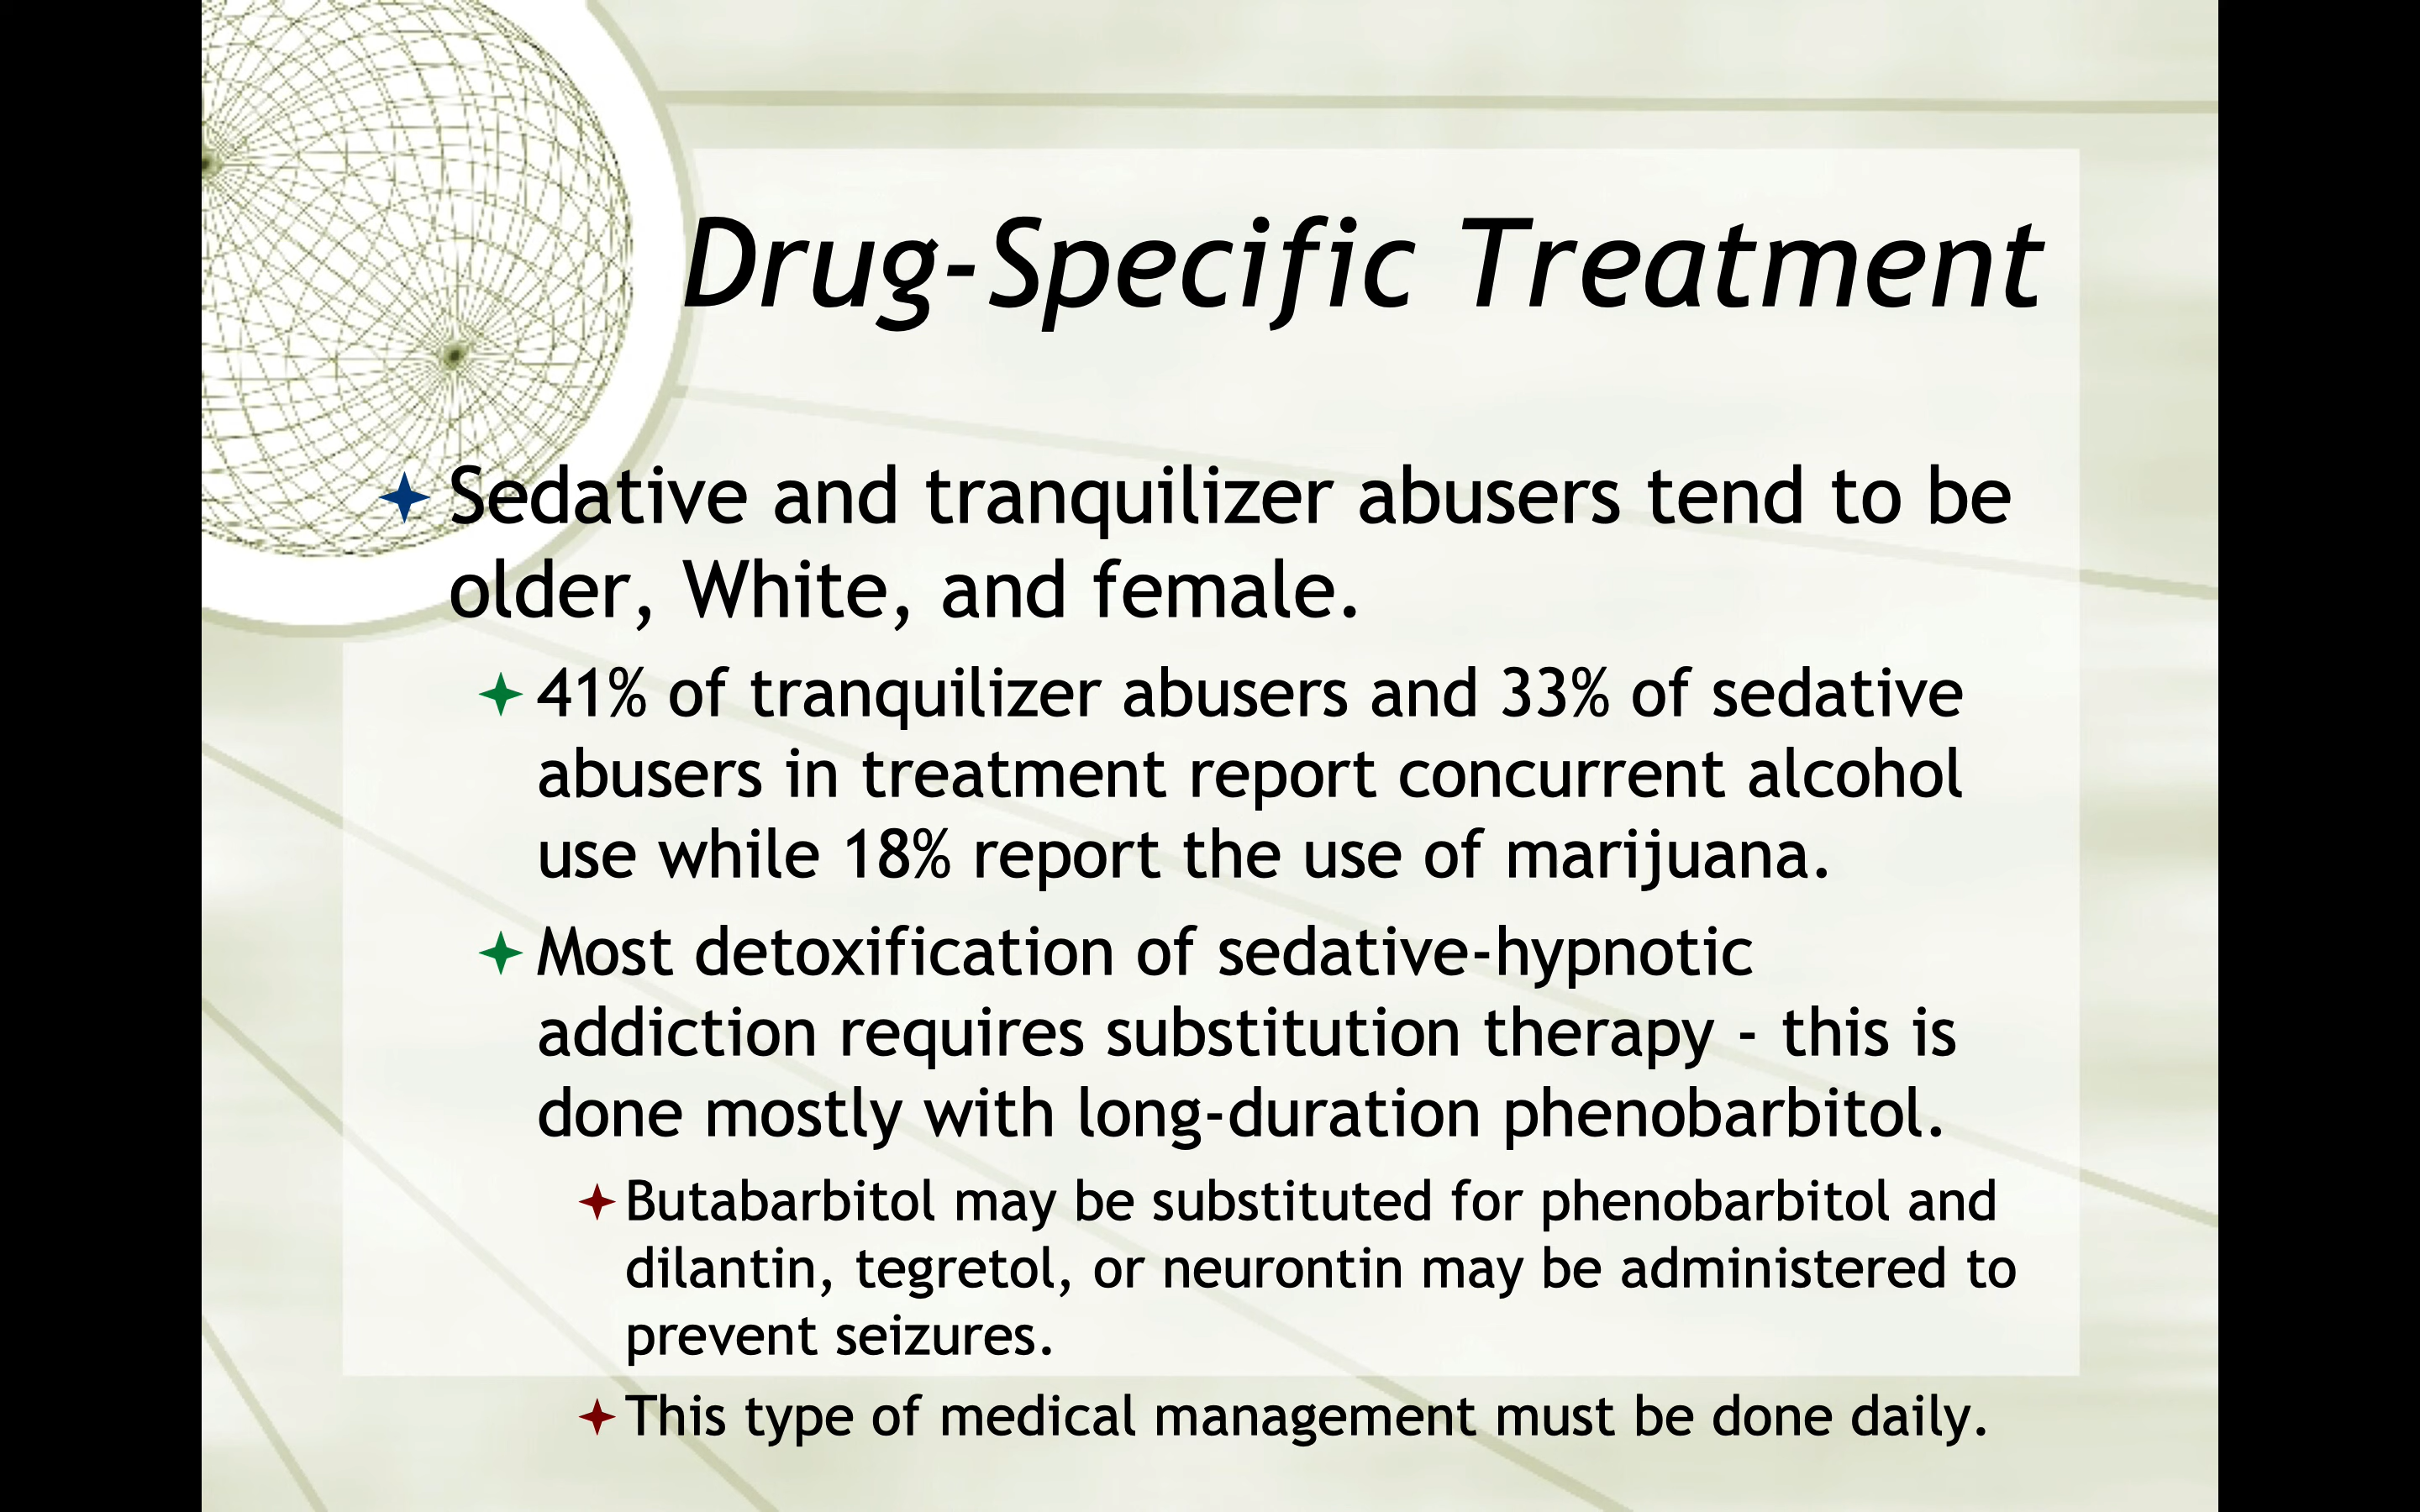 Drug-Specific Treatment
Sedative and tranquilizer abusers tend to be
older, White, and female.
41% of tranquilizer abusers and 33% of sedative
abusers in treatment report concurrent alcohol
use while 18% report the use of marijuana.
Most detoxification of sedative-hypnotic
addiction requires substitution therapy - this is
done mostly with long-duration phenobarbitol.
Butabarbitol may be substituted for phenobarbitol and
dilantin, tegretol, or neurontin may be administered to
prevent seizures.
This type of medical management must be done daily.